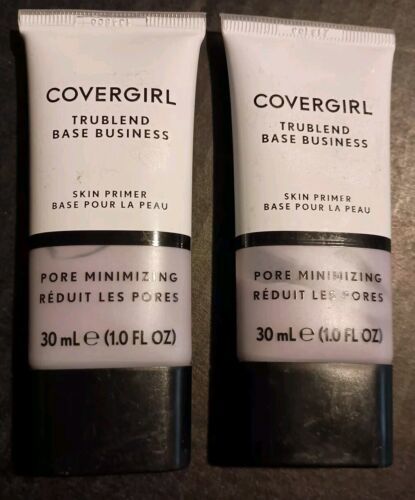 COVERGIRL
TRUBLEND
BASE BUSINESS
SKIN PRIMER
BASE POUR LA PEAU
PORE MINIMIZING
RÉDUIT LES PORES
30 mL e (1.0 FL OZ)
COVERGIRL
TRUBLEND
BASE BUSINESS
SKIN PRIMER
BASE POUR LA PEAU
PORE MINIMIZING
RÉDUIT LES PORES
30 mL e (1.0 FL OZ)